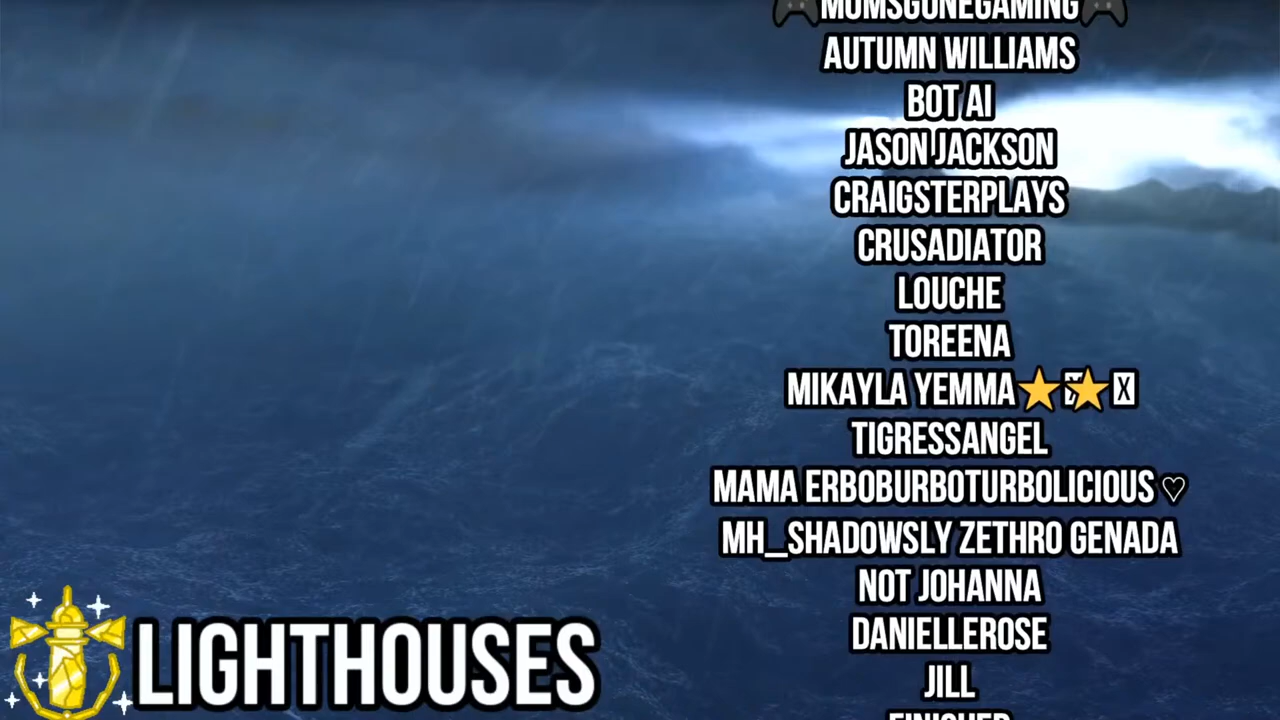 🎮MOMSGONEGAMING🎮
AUTUMN WILLIAMS
BOT AI
JASON JACKSON
CRAIGSTERPLAYS
CRUSADIATOR
LOUCHE
TOREENA
MIKAYLA YEMMA⭐⭐
TIGRESSANGEL
MAMA ERBOBURBOTURBOLICIOUS ♡
MH_SHADOWSLY ZETHRO GENADA
NOT JOHANNA
DANIELLEROSE
JILL
LIGHTHOUSES